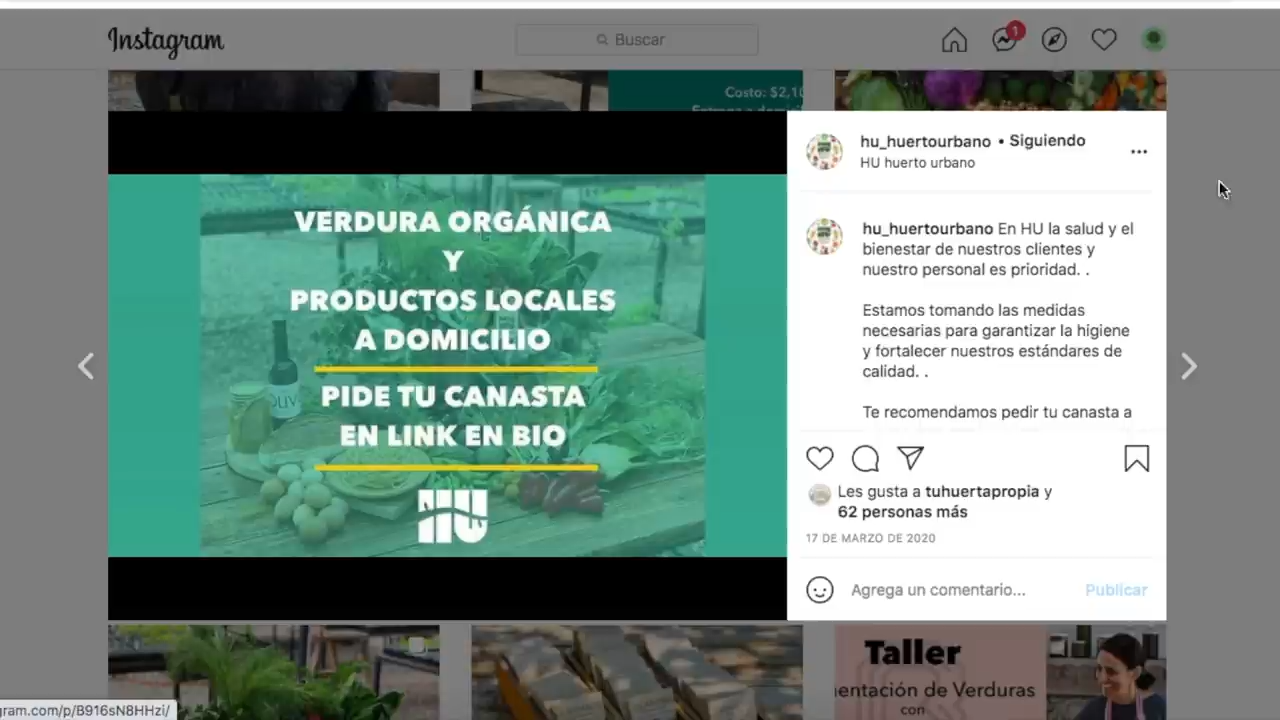 Instagram
Buscar
1
Costo: $2,10
VERDURA ORGÁNICA
Y
PRODUCTOS LOCALES
A DOMICILIO
PIDE TU CANASTA
EN LINK EN BIO
HU
OLIV
hu_huertourbano • Siguiendo
HU huerto urbano
hu_huertourbano En HU la salud y el
bienestar de nuestros clientes y
nuestro personal es prioridad. .
Estamos tomando las medidas
necesarias para garantizar la higiene
y fortalecer nuestros estándares de
calidad. .
Te recomendamos pedir tu canasta a
Les gusta a tuhuertapropia y
62 personas más
17 DE MARZO DE 2020
Agrega un comentario... Publicar
Taller
entación de Verduras
con
gram.com/p/B916sN8HHzi/